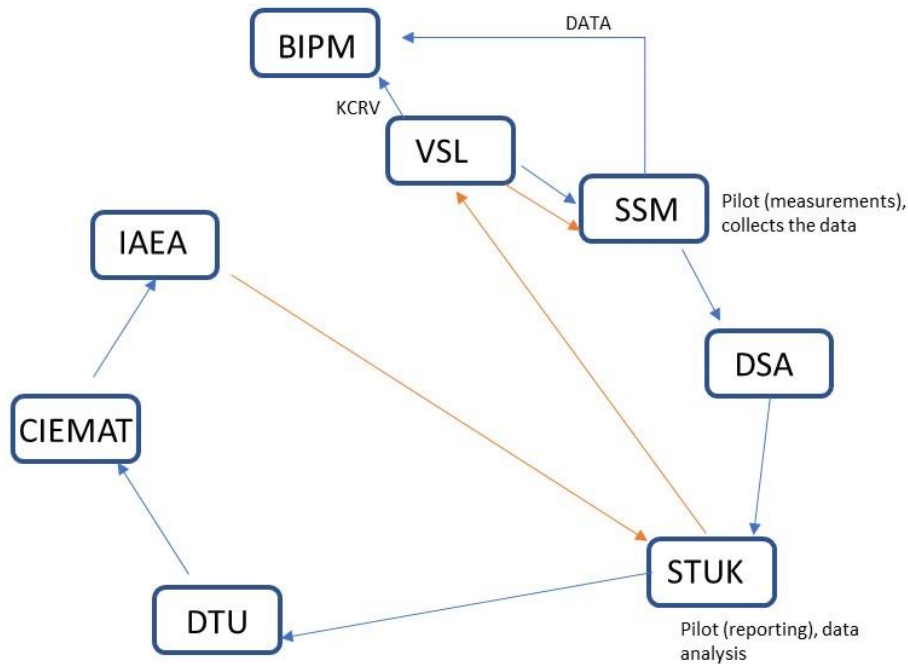 DATA
BIPM
KCRV
VSL
SSM
Pilot (measurements),
collects the data
IAEA
DSA
CIEMAT
STUK
DTU
Pilot (reporting), data
analysis